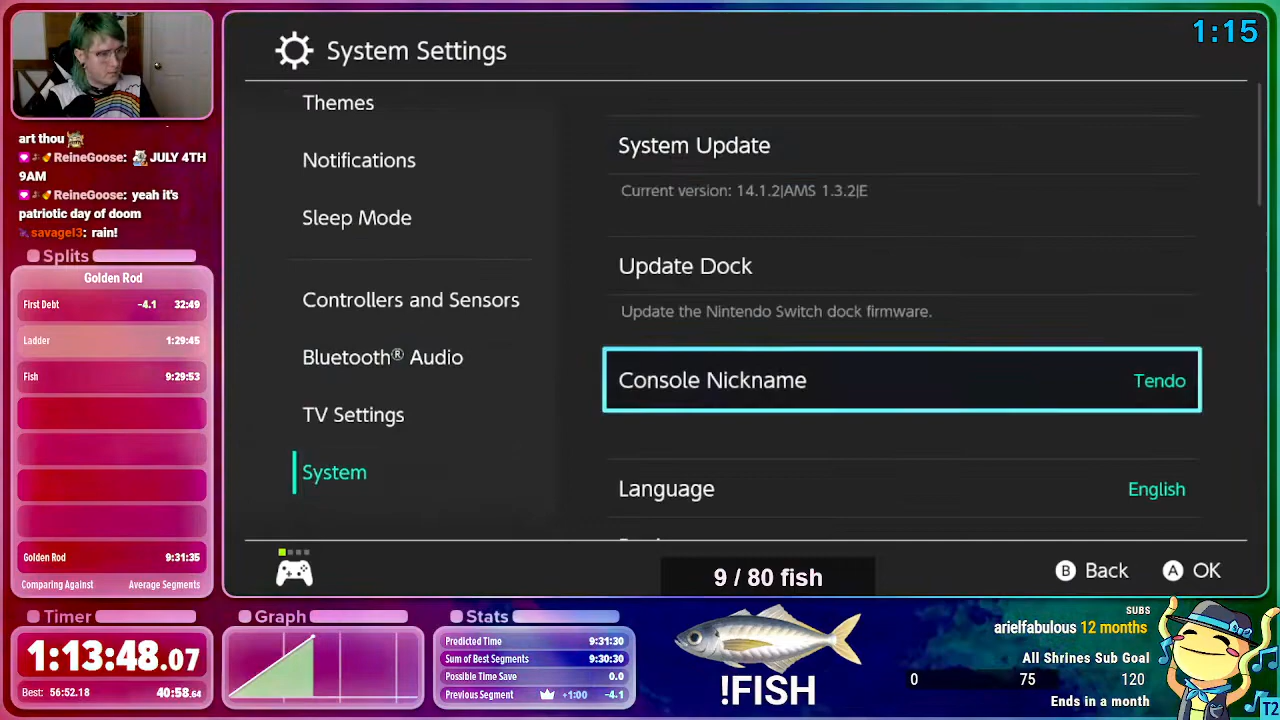 1:15
System Settings
Themes
Notifications
Sleep Mode
Controllers and Sensors
Bluetooth® Audio
TV Settings
System
System Update
Current version: 14.1.2|AMS 1.3.2|E
Update Dock
Update the Nintendo Switch dock firmware.
Console Nickname Tendo
Language English
9 / 80 fish
B Back A OK
art thou
ReineGoose: JULY 4TH
9AM
ReineGoose: yeah it's
patriotic day of doom
savagel3: rain!
Splits
Golden Rod
First Debt -4.1 32:49
Ladder 1:29:45
Fish 9:29:53
Golden Rod 9:31:35
Comparing Against Average Segments
Timer
1:13:48.07
Best: 56:52.18 40:58.64
Graph
Stats
Predicted Time 9:31:30
Sum of Best Segments 9:30:30
Possible Time Save 0.0
Previous Segment +1:00 -4.1
!FISH
SUBS
arielfabulous 12 months
All Shrines Sub Goal
0 75 120
Ends in a month
T2